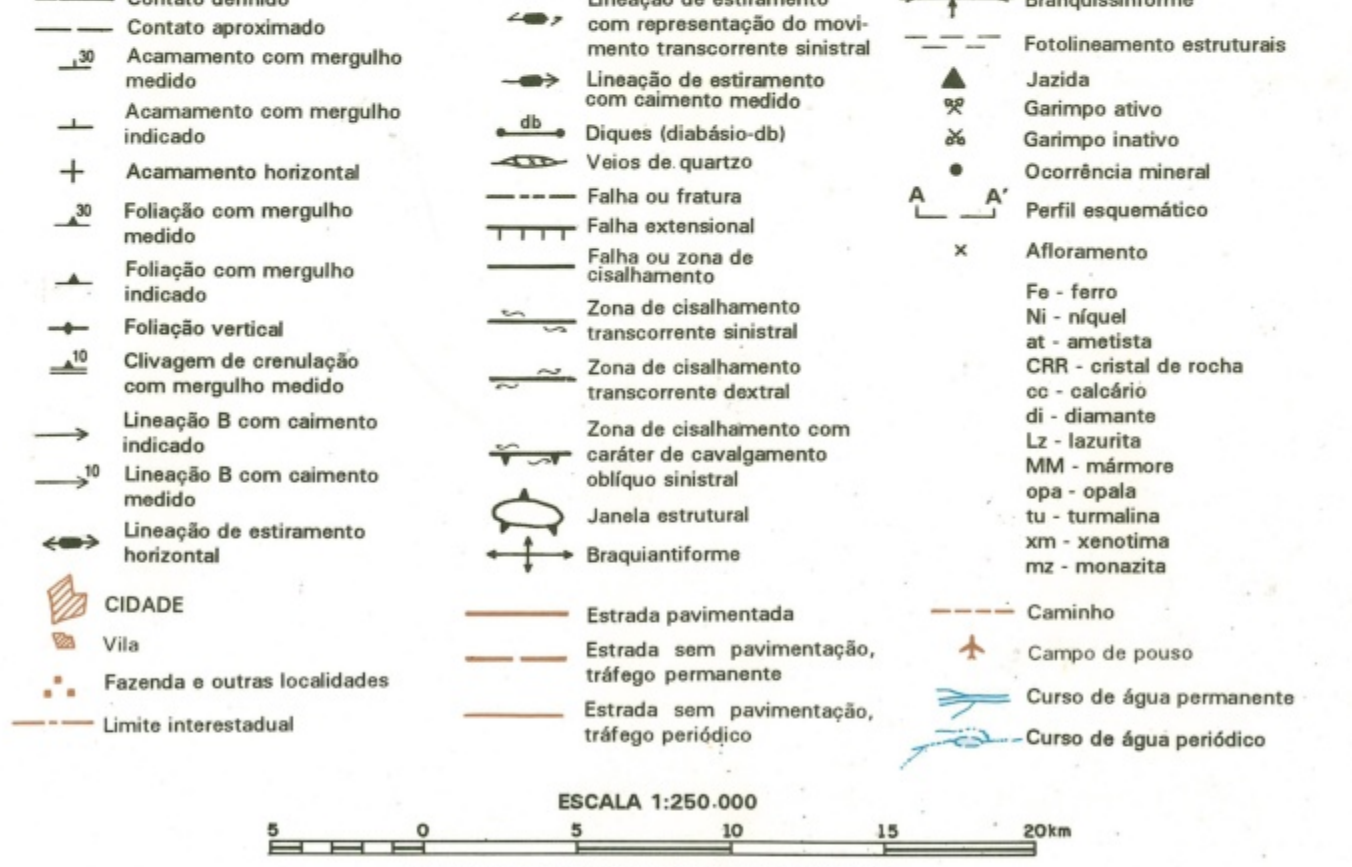 Contato definido
Contato aproximado
30
Acamamento com mergulho
medido
Acamamento com mergulho
indicado
Acamamento horizontal
30
Foliação com mergulho
medido
Foliação com mergulho
indicado
Foliação vertical
10
Clivagem de crenulação
com mergulho medido
Lineação B com caimento
indicado
10
Lineação B com caimento
medido
Lineação de estiramento
horizontal
Lineação de estiramento
com representação do movi-
mento transcorrente sinistral
Lineação de estiramento
com caimento medido
db
Diques (diabásio-db)
Veios de quartzo
Falha ou fratura
Falha extensional
Falha ou zona de
cisalhamento
Zona de cisalhamento
transcorrente sinistral
Zona de cisalhamento
transcorrente dextral
Zona de cisalhamento com
caráter de cavalgamento
oblíquo sinistral
Janela estrutural
Braquiantiforme
Branquissinforme
Fotolineamento estruturais
Jazida
Garimpo ativo
Garimpo inativo
Ocorrência mineral
A A'
Perfil esquemático
Afloramento
Fe - ferro
Ni - níquel
at - ametista
CRR - cristal de rocha
cc - calcário
di - diamante
Lz - lazurita
MM - mármore
opa - opala
tu - turmalina
xm - xenotima
mz - monazita
CIDADE
Vila
Fazenda e outras localidades
Limite interestadual
Estrada pavimentada
Estrada sem pavimentação,
tráfego permanente
Estrada sem pavimentação,
tráfego periódico
Caminho
Campo de pouso
Curso de água permanente
Curso de água periódico
ESCALA 1:250.000
5 0 5 10 15 20km